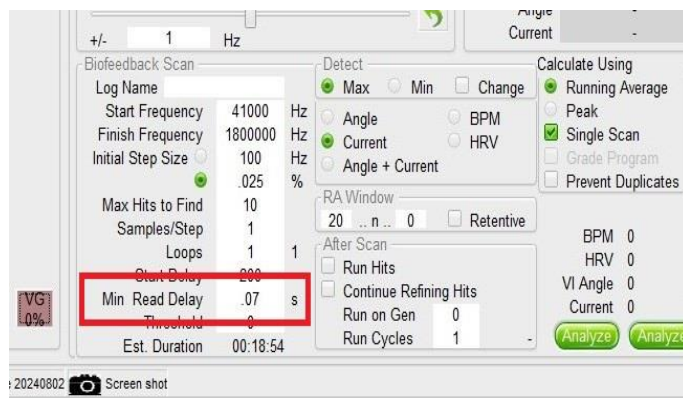 Angle -
+/- 1 Hz
Current -
Biofeedback Scan
Log Name
Start Frequency 41000 Hz
Finish Frequency 1800000 Hz
Initial Step Size 100 Hz
.025 %
Max Hits to Find 10
Samples/Step 1
Loops 1 1
Start Delay 200
Min Read Delay .07 s
Threshold 0
Est. Duration 00:18:54
VG
0%
Detect
Max Min Change
Angle BPM
Current HRV
Angle + Current
RA Window
20 .. n .. 0 Retentive
After Scan
Run Hits
Continue Refining Hits
Run on Gen 0
Run Cycles 1 -
Calculate Using
Running Average
Peak
Single Scan
Grade Program
Prevent Duplicates
BPM 0
HRV 0
VI Angle 0
Current 0
Analyze Analyze
20240802 Screen shot